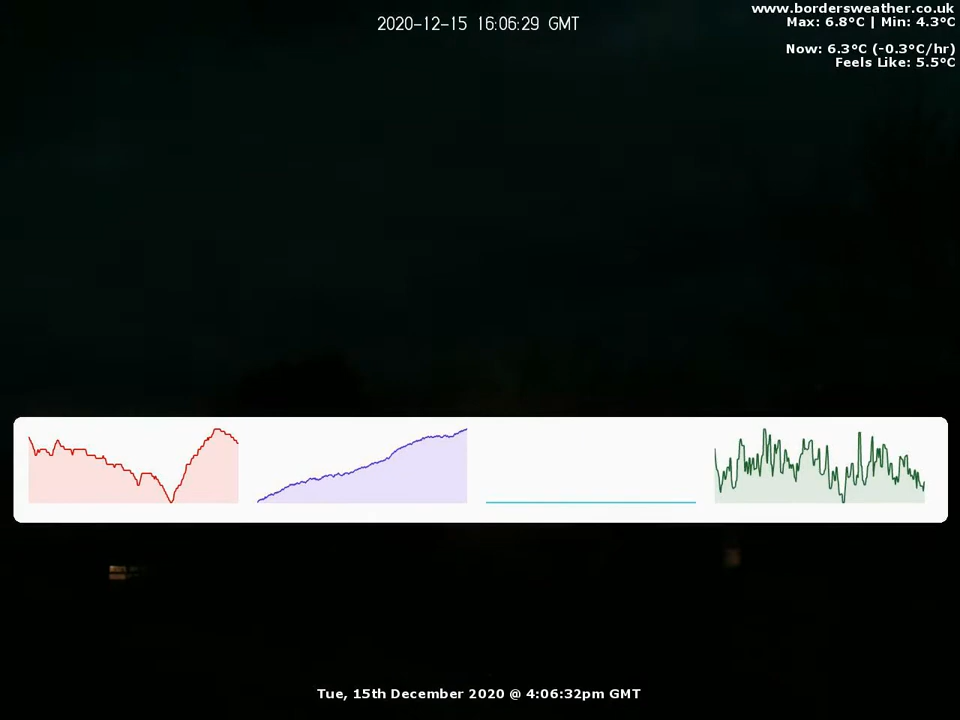 www.bordersweather.co.uk
2020-12-15 16:06:29 GMT
Max: 6.8°C | Min: 4.3°C
Now: 6.3°C (-0.3°C/hr)
Feels Like: 5.5°C
Tue, 15th December 2020 @ 4:06:32pm GMT